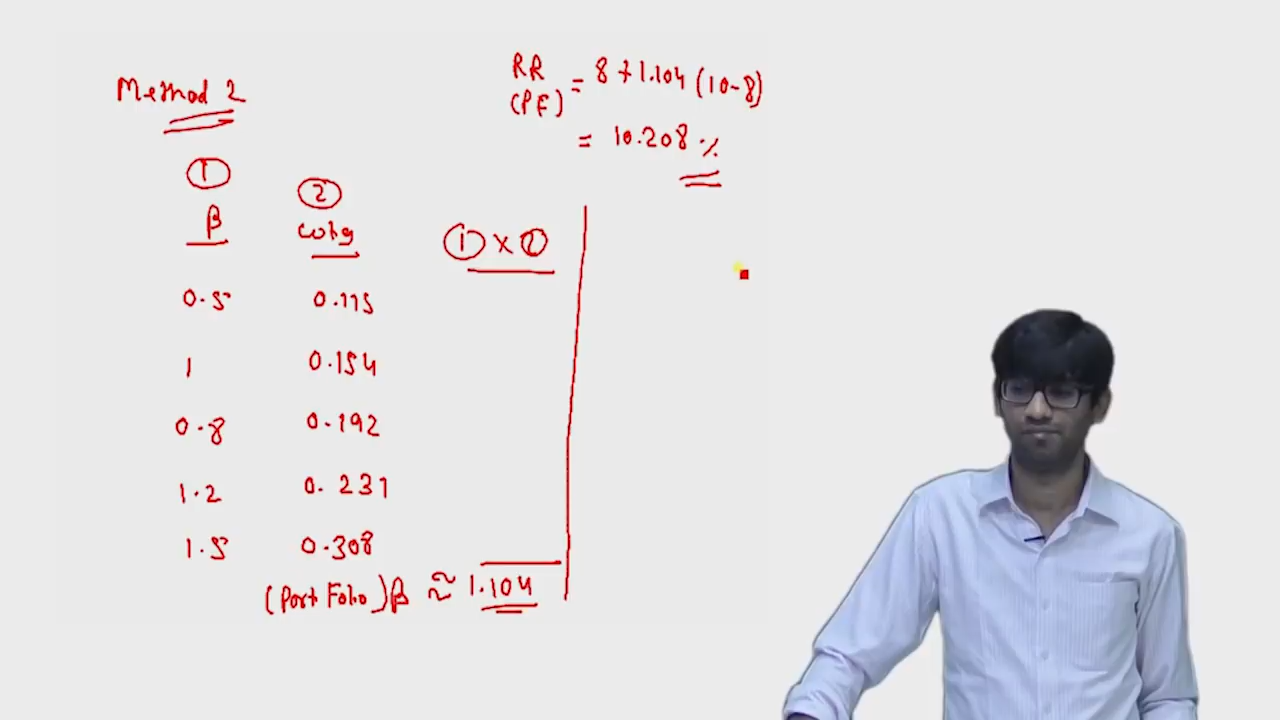 Method 2
① ②
β wtg ① x ②
0.5 0.115
1 0.154
0.8 0.192
1.2 0.231
1.5 0.308
(Port Folio) β ≈ 1.104
RR (PF) = 8 + 1.104 (10-8)
= 10.208 %